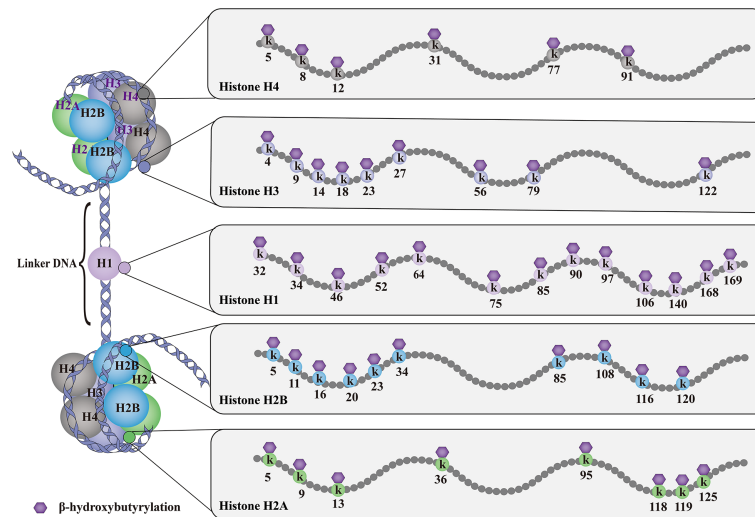 k k k k k k
5 8 12 31 77 91
Histone H4
k k k k k k k k k
4 9 14 18 23 27 56 79 122
Histone H3
k k k k k k k k k k k k k
32 34 46 52 64 75 85 90 97 106 140 168 169
Histone H1
k k k k k k k k k k
5 11 16 20 23 34 85 108 116 120
Histone H2B
k k k k k k k k
5 9 13 36 95 118 119 125
Histone H2A
H3
H4
H2A
H2B
H3
H4
H2
H2B
Linker DNA
H1
H2B
H4
H2A
H3
H2B
H4
β-hydroxybutyrylation